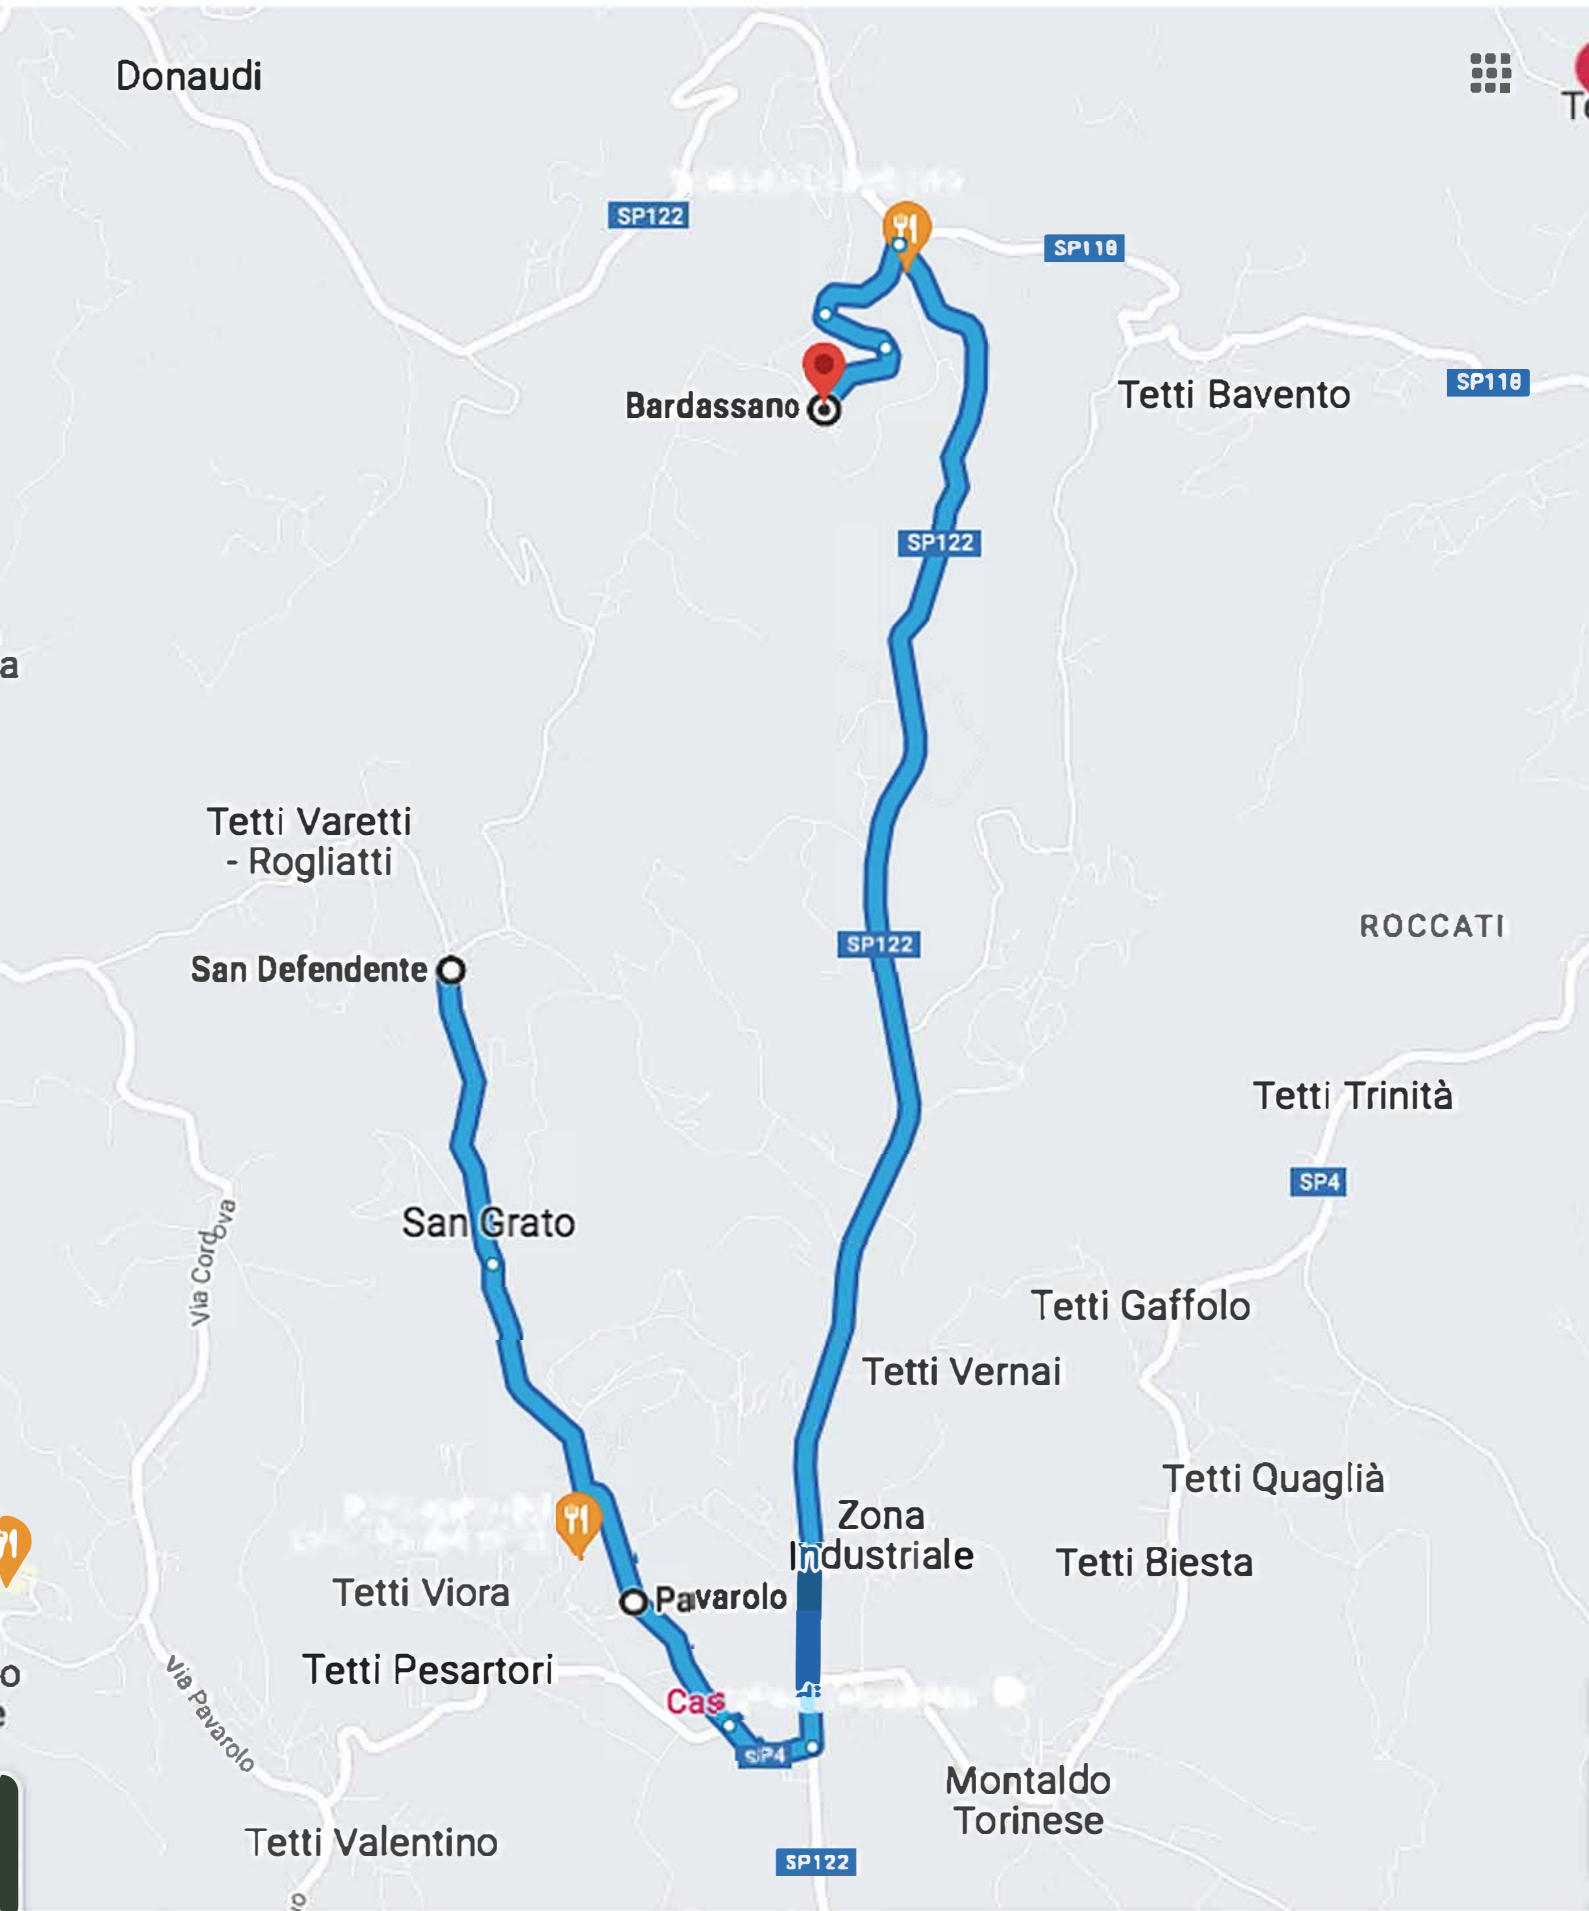 Donaudi
SP122
SP118
Tetti Bavento
SP118
Bardassano
SP122
a
Tetti Varetti
- Rogliatti
ROCCATI
SP122
San Defendente
Tetti Trinità
SP4
San Grato
Via Cordova
Tetti Gaffolo
Tetti Vernai
Tetti Quaglià
Zona
Industriale
Tetti Biesta
Tetti Viora
Pavarolo
Tetti Pesartori
o
Via Pavarolo
Cas
SP4
Montaldo
Torinese
Tetti Valentino
SP122